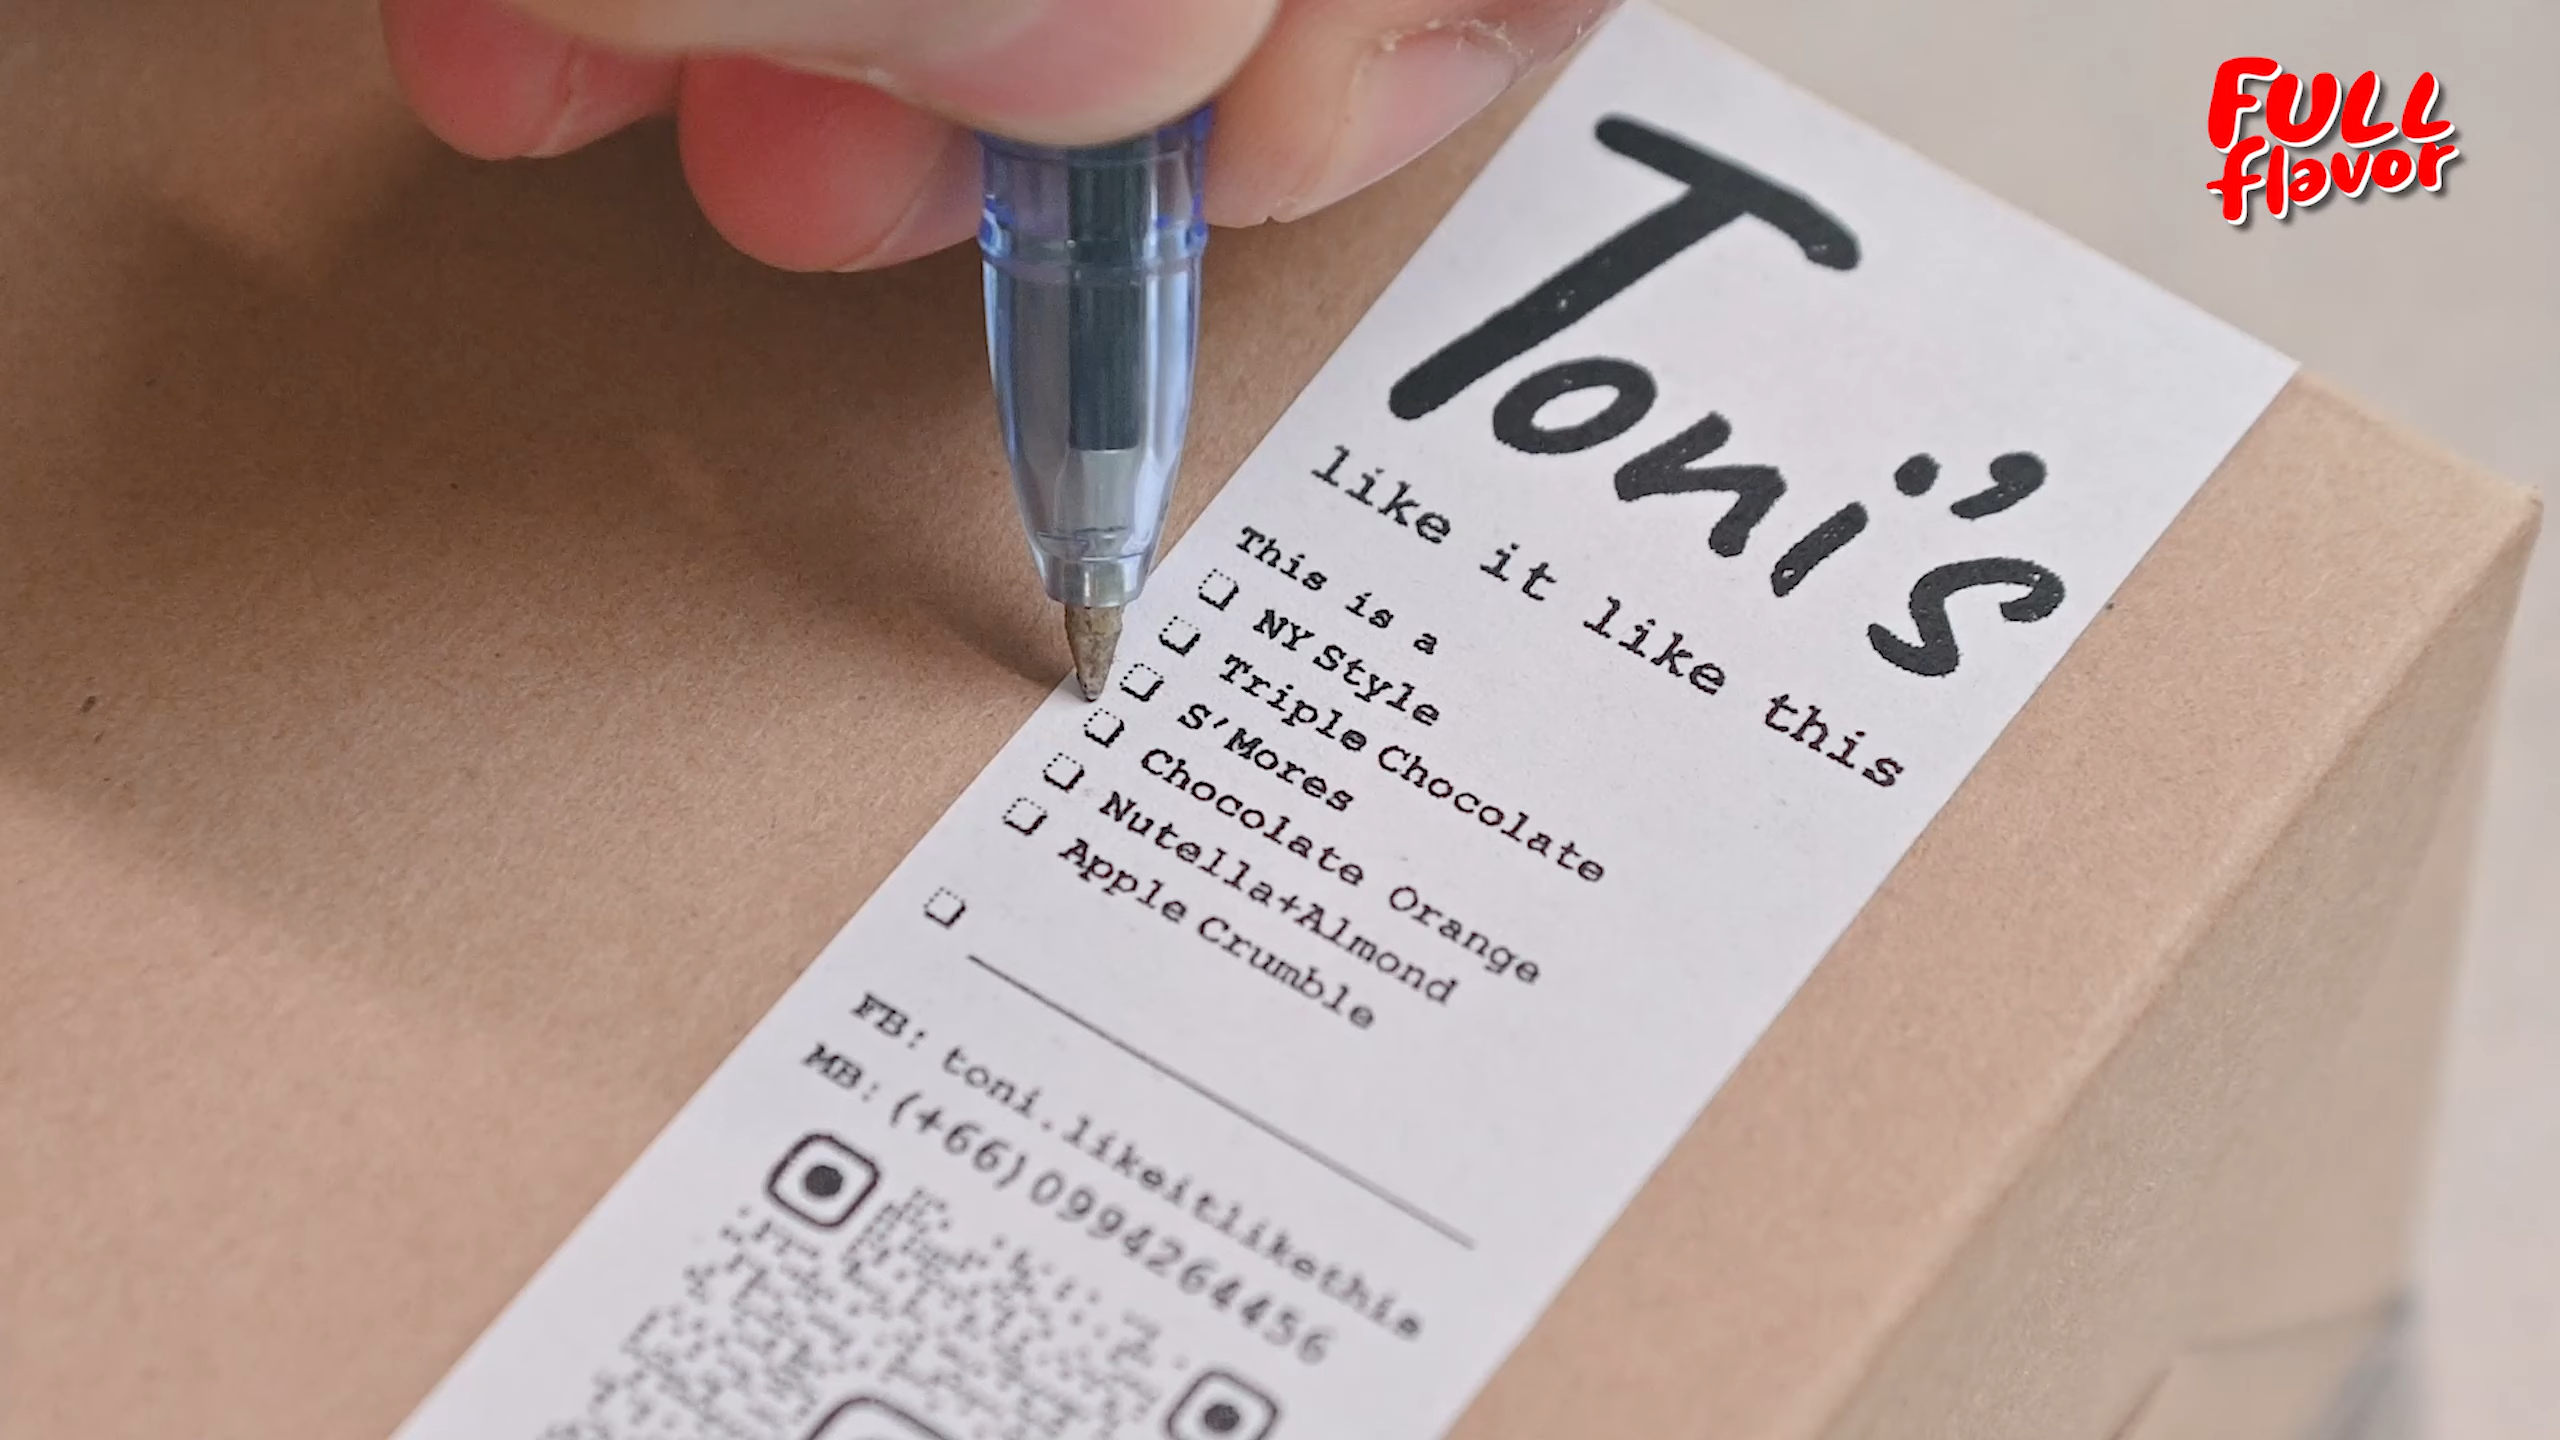 FULL
flavor
Toni's
like it like this
This is a
NY Style
Triple Chocolate
S'Mores
Chocolate Orange
Nutella+Almond
Apple Crumble
FB: toni.likeitlikethis
MB: (+66)0994264456